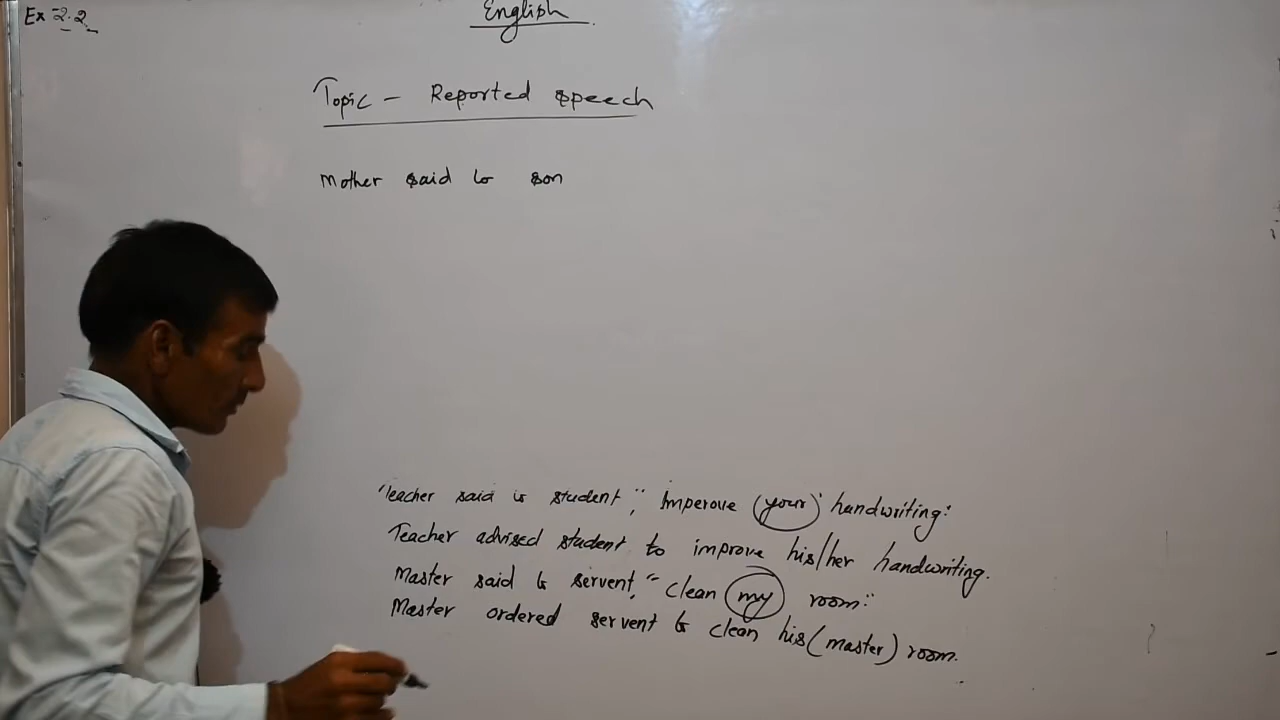 Ex-2.2
English
Topic - Reported speech
Mother said to son
Teacher said to student, "Imperove (your) handwriting."
Teacher advised student to improve his/her handwriting.
Master said to servent, "clean my room."
Master ordered servent to clean his (master) room.